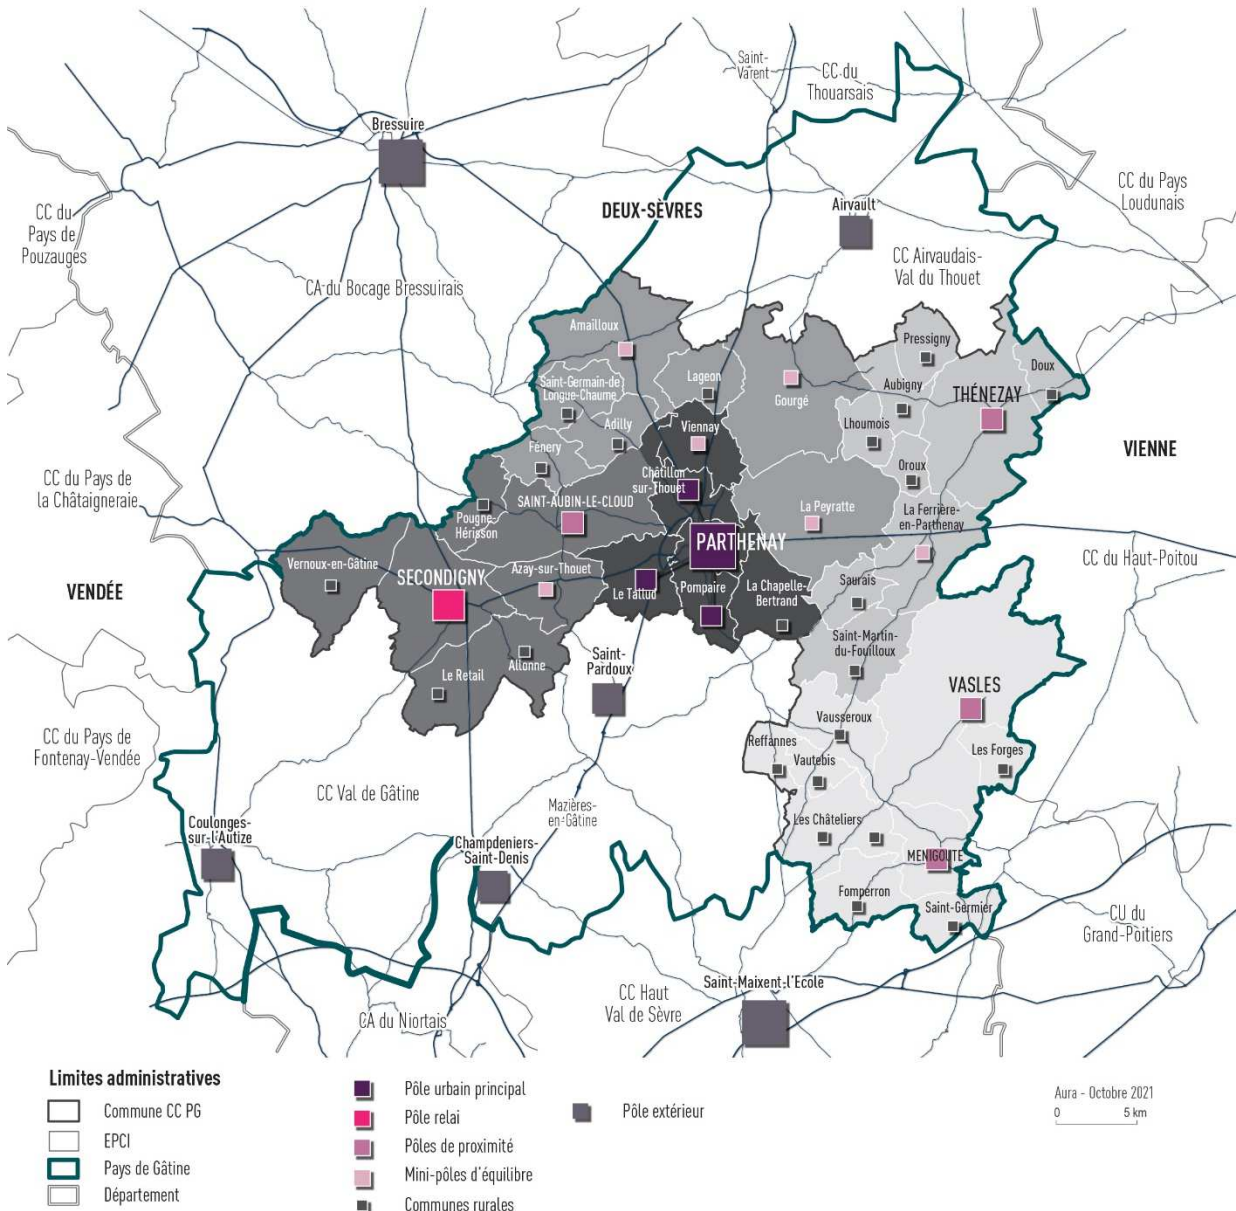 Saint-
Varent
CC du
Thouarsais
Bressuire
CC du Pays
Loudunais
Airvault
DEUX-SÈVRES
CC du
Pays de
Pouzauges
CC Airvaudais-
Val du Thouet
CA du Bocage Bressuirais
Amailloux
Pressigny
Doux
Lageon
Saint-Germain-de
Longue-Chaume
Aubigny
THÉNEZAY
Gourgé
Adilly
Viennay
Lhoumois
VIENNE
Fénery
Oroux
CC du Pays de
la Châtaigneraie
Châtillon
sur-Thouet
SAINT-AUBIN-LE-CLOUD
La Peyratte
La Ferrière-
en-Parthenay
Pougne-
Hérisson
PARTHENAY
CC du Haut-Poitou
Vernoux-en-Gâtine
SECONDIGNY
Azay-sur-Thouet
VENDÉE
Le Tallud
Pompaire
La Chapelle-
Bertrand
Saurais
Saint-Martin-
du-Fouilloux
Saint-
Pardoux
Allonne
Le Retail
VASLES
Vausseroux
CC du Pays de
Fontenay-Vendée
Reffannes
Vautebis
Les Forges
CC Val de Gâtine
Mazières-
en-Gâtine
Coulonges-
sur-l'Autize
Les Châteliers
Champdeniers-
Saint-Denis
MENIGOUTE
Fomperron
Saint-Germier
CU du
Grand-Poitiers
Saint-Maixent-l'Ecole
CC Haut
Val de Sèvre
CA du Niortais
Limites administratives
Commune CC PG
EPCI
Pays de Gâtine
Département
Pôle urbain principal
Pôle relai
Pôles de proximité
Mini-pôles d'équilibre
Communes rurales
Pôle extérieur
Aura - Octobre 2021
0 5 km